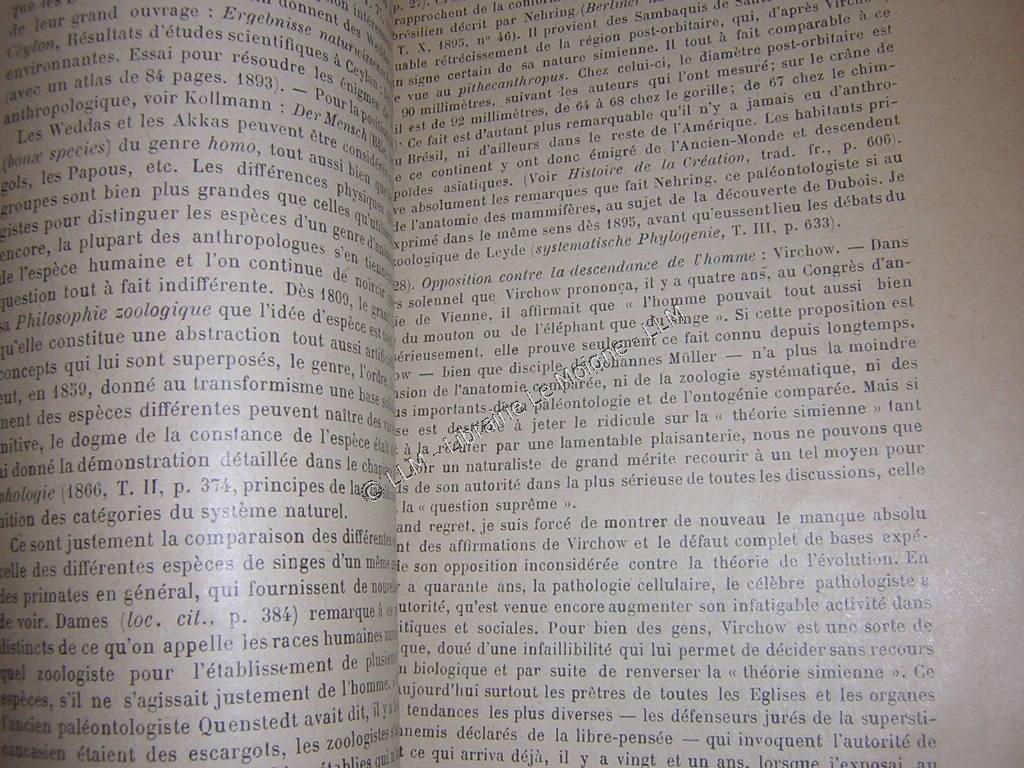 de leur grand ouvrage : Ergebnisse
Ceylon, Résultats d'études scientifiques à Ceylan ;
environnantes. Essai pour résoudre les énigmes
(avec un atlas de 84 pages. 1893). — Pour la position
anthropologique, voir Kollmann : Der Mensch
Les Weddas et les Akkas peuvent être considérés
(bonæ species) du genre homo, tout aussi bien que
gols, les Papous, etc. Les différences physiques
groupes sont bien plus grandes que celles qu'utili
gistes pour distinguer les espèces d'un genre d'ani
encore, la plupart des anthropologues s'en tiennent
de l'espèce humaine et l'on continue de noircir
question tout à fait indifférente. Dès 1809, le grand
sa Philosophie zoologique que l'idée d'espèce est
qu'elle constitue une abstraction tout aussi artifi
concepts qui lui sont superposés, le genre, l'ordre,
eut, en 1859, donné au transformisme une base
ment des espèces différentes peuvent naître des
mitive, le dogme de la constance de l'espèce était
ai donné la démonstration détaillée dans le
phologie (1866, T. II, p. 374, principes de la
nition des catégories du système naturel.
Ce sont justement la comparaison des différentes
celle des différentes espèces de singes d'un même
des primates en général, qui fournissent de
de voir. Dames (loc. cit., p. 384) remarque à ce
distincts de ce qu'on appelle les races humaines
quel zoologiste pour l'établissement de plusieurs
espèces, s'il ne s'agissait justement de l'homme.
l'ancien paléontologiste Quenstedt avait dit, il y a
caucasien étaient des escargots, les zoologistes
rapprochent de la conform
brésilien décrit par Nehring (Berliner
T. X, 1895, n° 46). Il provient des Sambaquis de
uable rétrécissement de la région post-orbitaire, qui, d'après Virchow,
un signe certain de sa nature simienne. Il tout à fait comparable à ce
e vue au pithecanthropus. Chez celui-ci, le diamètre post-orbitaire est
90 millimètres, suivant les auteurs qui l'ont mesuré ; sur le crâne de
il est de 92 millimètres, de 64 à 68 chez le gorille ; de 67 chez le chim-
). Ce fait est d'autant plus remarquable qu'il n'y a jamais eu d'anthro-
u Brésil, ni d'ailleurs dans le reste de l'Amérique. Les habitants pri-
e ce continent y ont donc émigré de l'Ancien-Monde et descendent
poïdes asiatiques. (Voir Histoire de la Création, trad. fr., p. 606).
ve absolument les remarques que fait Nehring, ce paléontologiste si au
de l'anatomie des mammifères, au sujet de la découverte de Dubois. Je
exprimé dans le même sens dès 1895, avant qu'eussent lieu les débats du
zoologique de Leyde (systematische Phylogenie, T. III, p. 633).
28). Opposition contre la descendance de l'homme : Virchow. — Dans
rs solennel que Virchow prononça, il y a quatre ans, au Congrès d'an-
ie de Vienne, il affirmait que « l'homme pouvait tout aussi bien
du mouton ou de l'éléphant que du singe ». Si cette proposition est
sérieusement, elle prouve seulement ce fait connu depuis longtemps,
ow — bien que disciple de Johannes Müller — n'a plus la moindre
nsion de l'anatomie comparée, ni de la zoologie systématique, ni des
us importants de la paléontologie et de l'ontogénie comparée. Mais si
se est destinée à jeter le ridicule sur la « théorie simienne » tant
à la réfuter par une lamentable plaisanterie, nous ne pouvons que
oir un naturaliste de grand mérite recourir à un tel moyen pour
s de son autorité dans la plus sérieuse de toutes les discussions, celle
la « question suprême ».
and regret, je suis forcé de montrer de nouveau le manque absolu
nt des affirmations de Virchow et le défaut complet de bases expé-
ie son opposition inconsidérée contre la théorie de l'évolution. En
a quarante ans, la pathologie cellulaire, le célèbre pathologiste a
utorité, qu'est venue encore augmenter son infatigable activité dans
itiques et sociales. Pour bien des gens, Virchow est une sorte de
que, doué d'une infaillibilité qui lui permet de décider sans recours
u biologique et par suite de renverser la « théorie simienne ». Ce
ujourd'hui surtout les prêtres de toutes les Eglises et les organes
tendances les plus diverses — les défenseurs jurés de la supersti-
nnemis déclarés de la libre-pensée — qui invoquent l'autorité de
t ce qui arriva déjà, il y a vingt et un ans, lorsque j'exposai, au
© LLM - Librairie Le Moigne - LLM